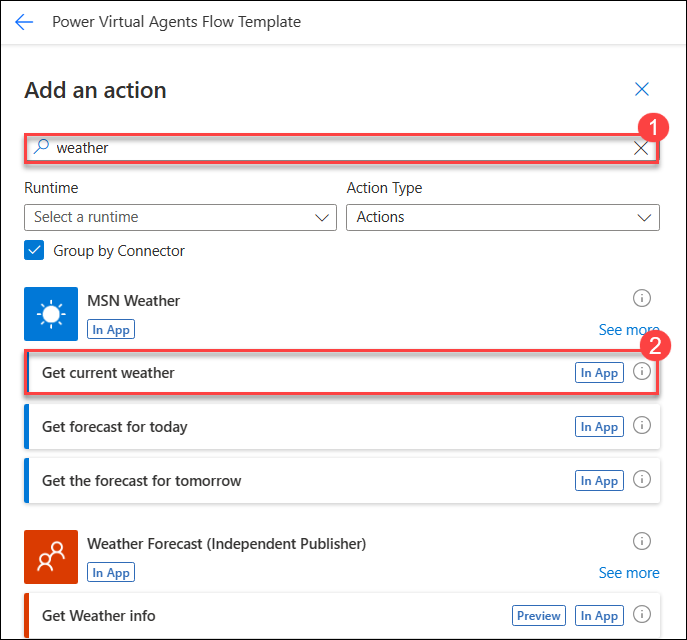 Power Virtual Agents Flow Template
Add an action
1
weather
Runtime
Action Type
Select a runtime
Actions
Group by Connector
MSN Weather
In App
See more
2
Get current weather
In App
Get forecast for today
In App
Get the forecast for tomorrow
In App
Weather Forecast (Independent Publisher)
In App
See more
Get Weather info
Preview
In App